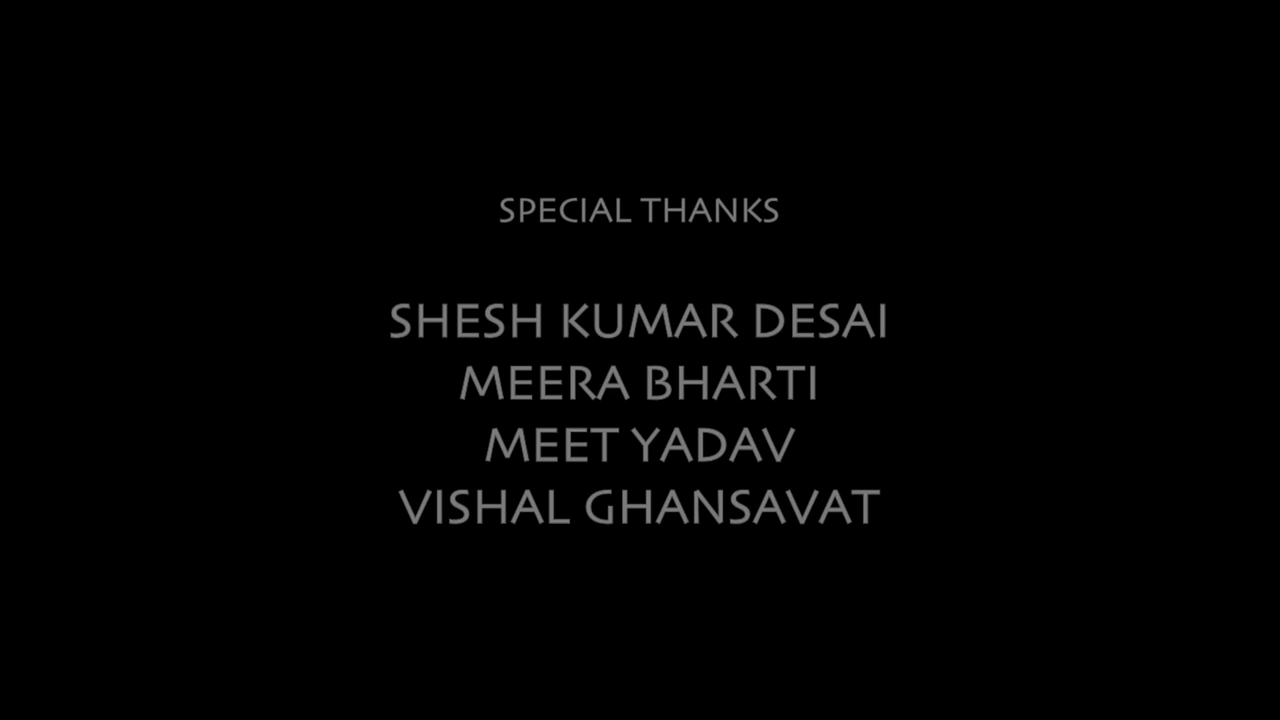 SPECIAL THANKS
SHESH KUMAR DESAI
MEERA BHARTI
MEET YADAV
VISHAL GHANSAVAT